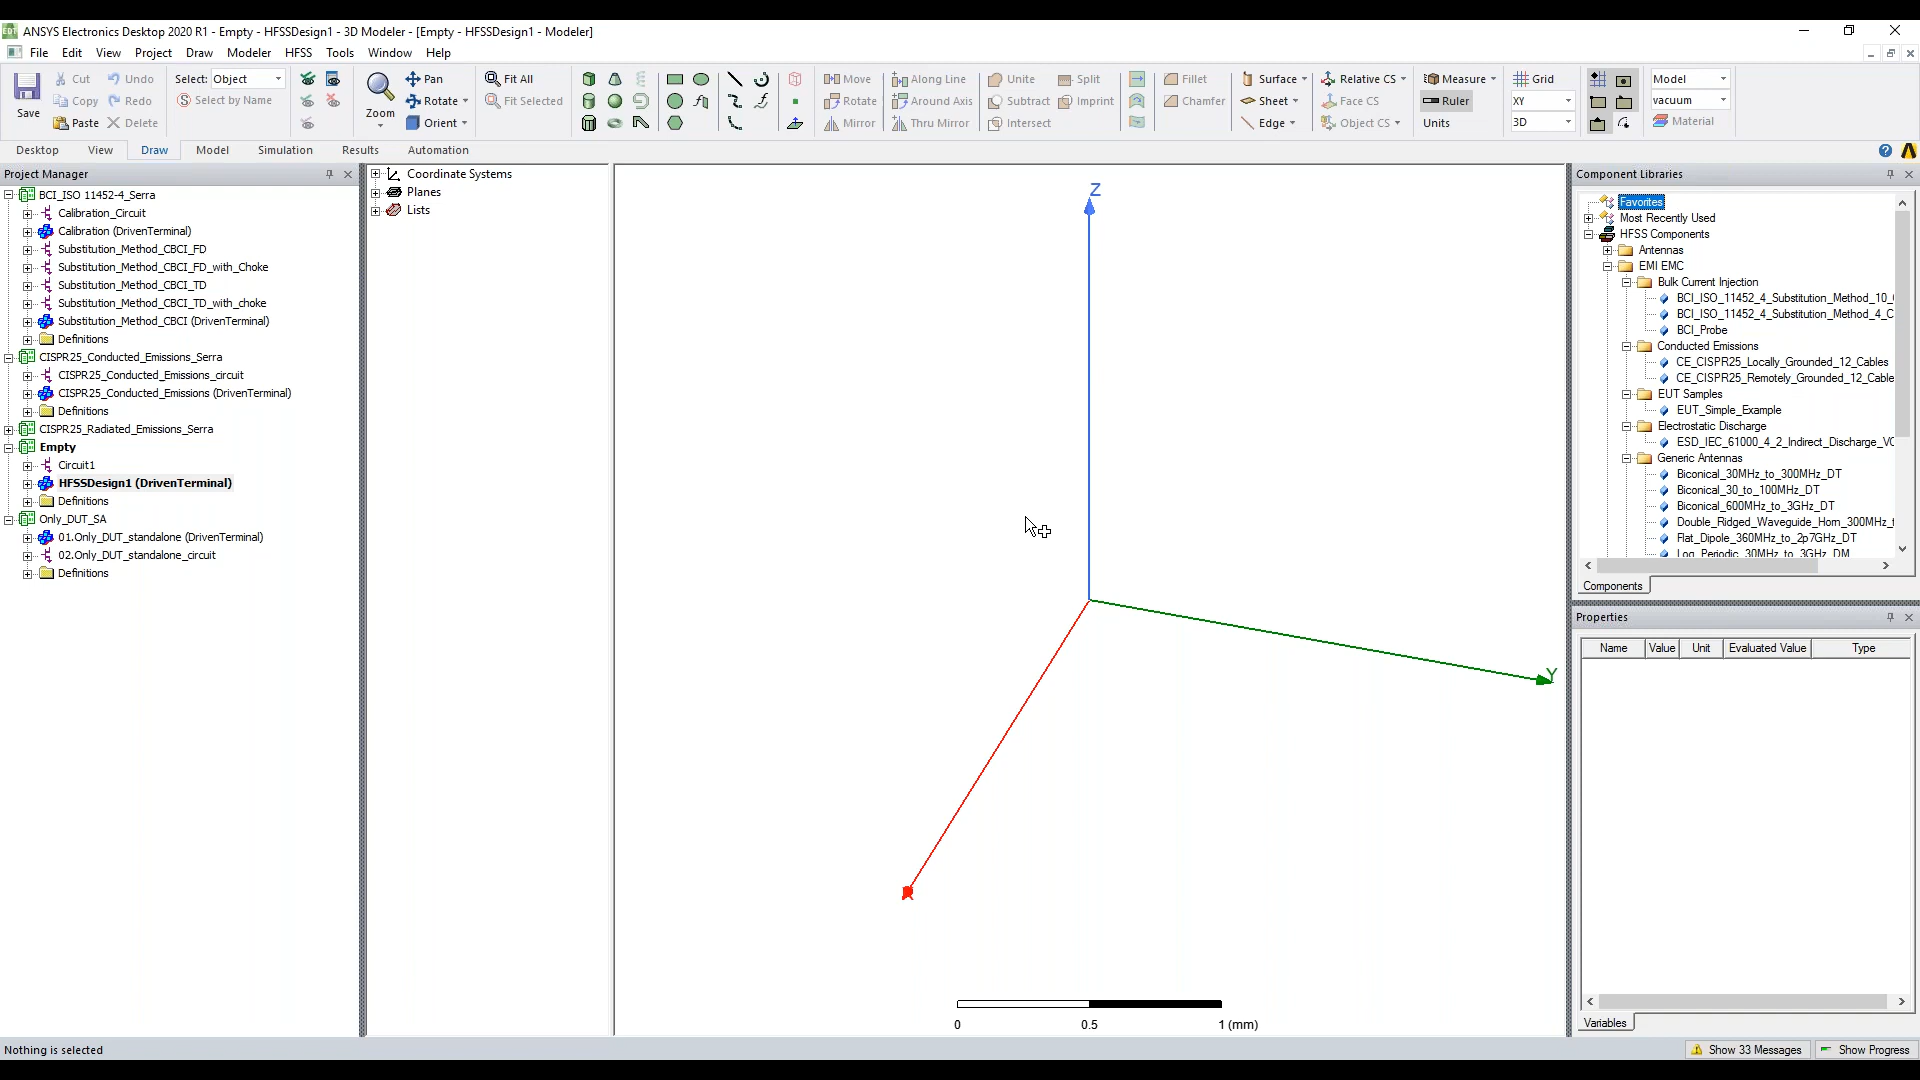 ANSYS Electronics Desktop 2020 R1 - Empty - HFSSDesign1 - 3D Modeler - [Empty - HFSSDesign1 - Modeler]
File Edit View Project Draw Modeler HFSS Tools Window Help
Save
Cut Undo
Copy Redo
Paste Delete
Select: Object
Select by Name
Zoom
Pan
Rotate
Orient
Fit All
Fit Selected
Move Along Line
Rotate Around Axis
Mirror Thru Mirror
Unite Split
Subtract Imprint
Intersect
Fillet
Chamfer
Surface
Sheet
Edge
Relative CS
Face CS
Object CS
Measure
Ruler
Units
Grid
XY
3D
Model
vacuum
Material
Desktop View Draw Model Simulation Results Automation
Project Manager
BCI_ISO 11452-4_Serra
Calibration_Circuit
Calibration (DrivenTerminal)
Substitution_Method_CBCI_FD
Substitution_Method_CBCI_FD_with_Choke
Substitution_Method_CBCI_TD
Substitution_Method_CBCI_TD_with_choke
Substitution_Method_CBCI (DrivenTerminal)
Definitions
CISPR25_Conducted_Emissions_Serra
CISPR25_Conducted_Emissions_circuit
CISPR25_Conducted_Emissions (DrivenTerminal)
Definitions
CISPR25_Radiated_Emissions_Serra
Empty
Circuit1
HFSSDesign1 (DrivenTerminal)
Definitions
Only_DUT_SA
01.Only_DUT_standalone (DrivenTerminal)
02.Only_DUT_standalone_circuit
Definitions
Coordinate Systems
Planes
Lists
Z
Y
0 0.5 1 (mm)
Component Libraries
Favorites
Most Recently Used
HFSS Components
Antennas
EMI EMC
Bulk Current Injection
BCI_ISO_11452_4_Substitution_Method_10_
BCI_ISO_11452_4_Substitution_Method_4_C
BCI_Probe
Conducted Emissions
CE_CISPR25_Locally_Grounded_12_Cables
CE_CISPR25_Remotely_Grounded_12_Cable
EUT Samples
EUT_Simple_Example
Electrostatic Discharge
ESD_IEC_61000_4_2_Indirect_Discharge_VC
Generic Antennas
Biconical_30MHz_to_300MHz_DT
Biconical_30_to_100MHz_DT
Biconical_600MHz_to_3GHz_DT
Double_Ridged_Waveguide_Horn_300MHz_t
Flat_Dipole_360MHz_to_2p7GHz_DT
Log_Periodic_30MHz_to_3GHz_DM
Components
Properties
Name Value Unit Evaluated Value Type
Variables
Nothing is selected
Show 33 Messages Show Progress